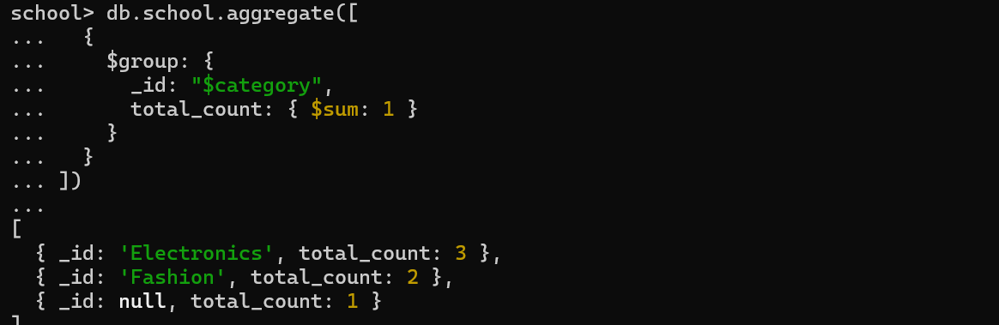 school> db.school.aggregate([
...   {
...     $group: {
...       _id: "$category",
...       total_count: { $sum: 1 }
...     }
...   }
... ])
...
[
  { _id: 'Electronics', total_count: 3 },
  { _id: 'Fashion', total_count: 2 },
  { _id: null, total_count: 1 }
]